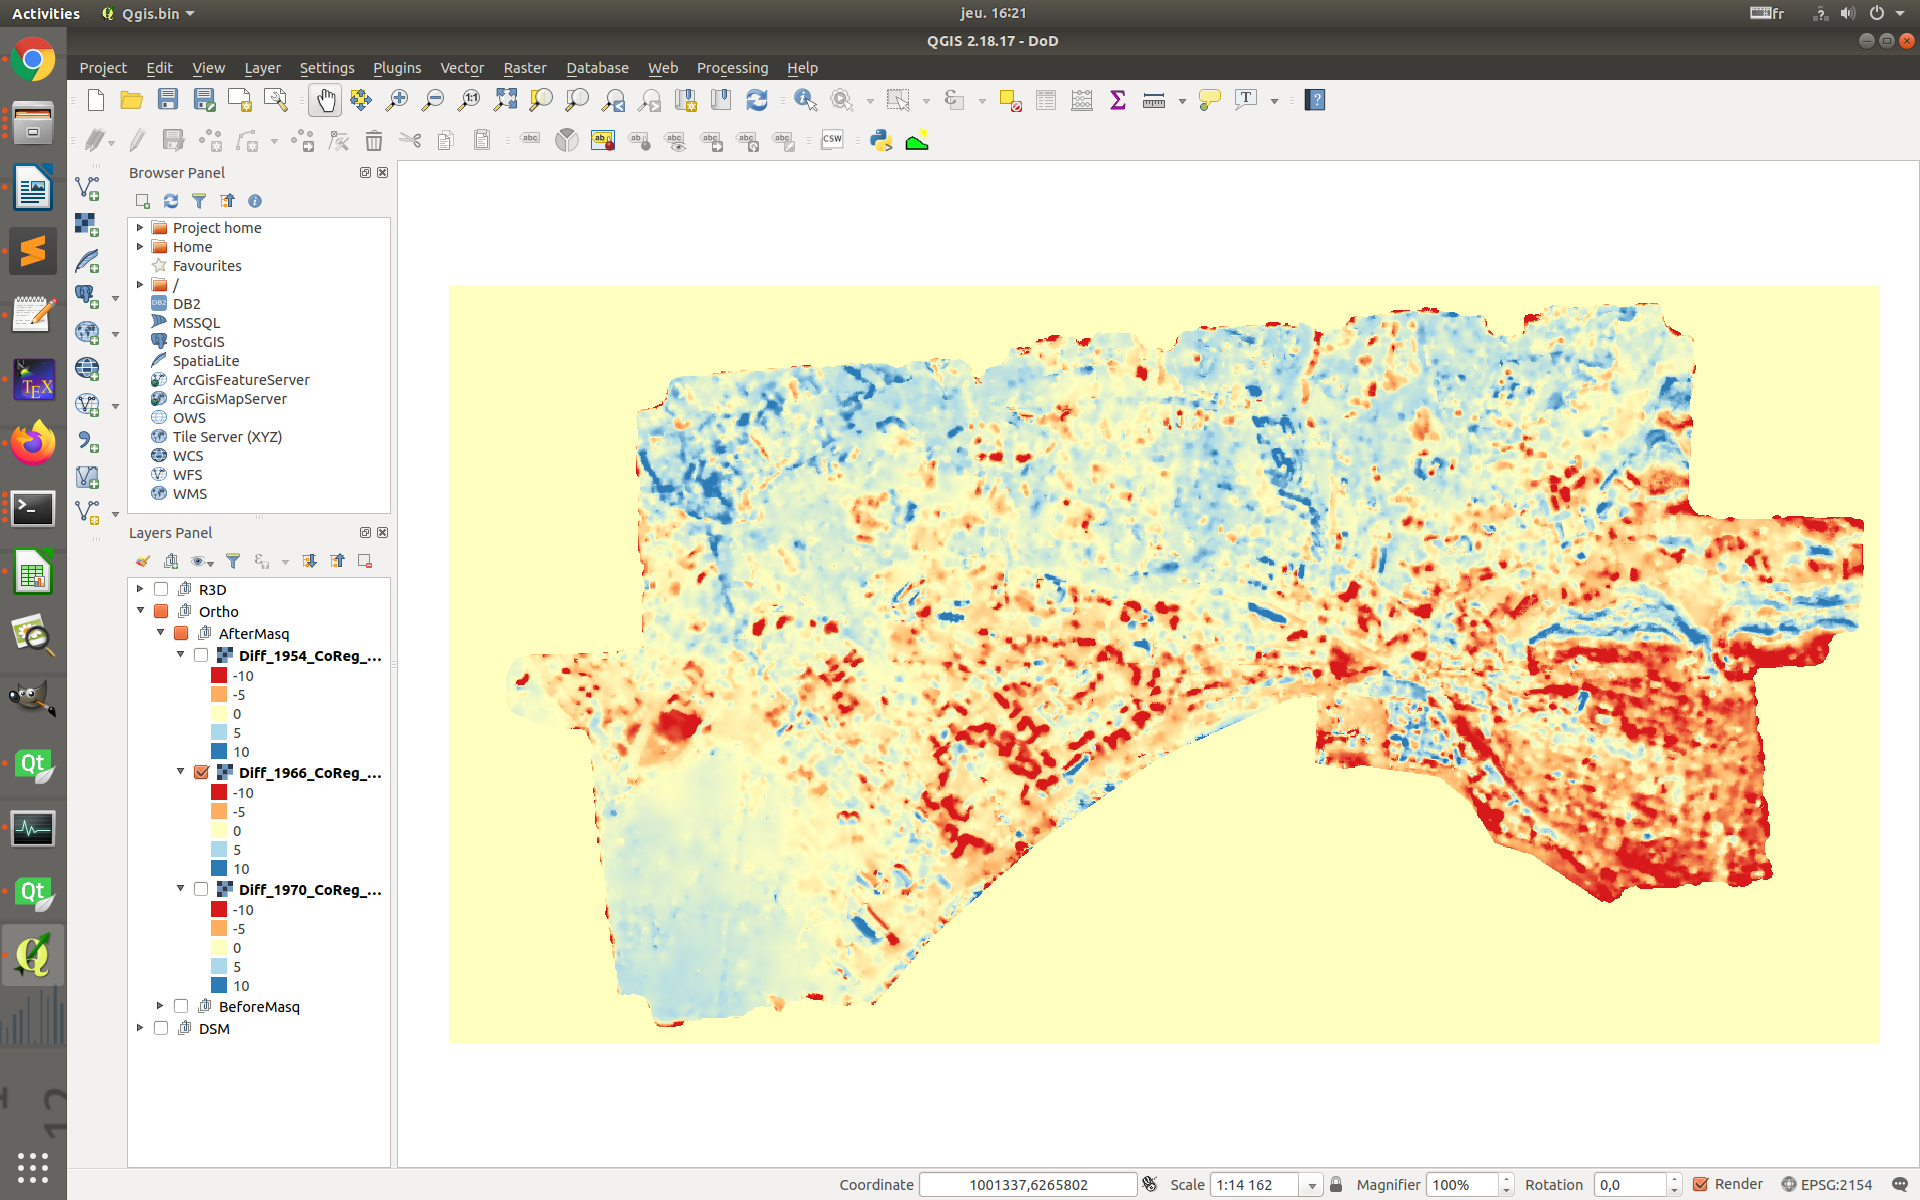 Activities Qgis.bin jeu. 16:21 fr
QGIS 2.18.17 - DoD
Project Edit View Layer Settings Plugins Vector Raster Database Web Processing Help
Browser Panel
Project home
Home
Favourites
/
DB2
MSSQL
PostGIS
SpatiaLite
ArcGisFeatureServer
ArcGisMapServer
OWS
Tile Server (XYZ)
WCS
WFS
WMS
Layers Panel
R3D
Ortho
AfterMasq
Diff_1954_CoReg_...
-10
-5
0
5
10
Diff_1966_CoReg_...
-10
-5
0
5
10
Diff_1970_CoReg_...
-10
-5
0
5
10
BeforeMasq
DSM
Coordinate 1001337,6265802 Scale 1:14 162 Magnifier 100% Rotation 0,0 Render EPSG:2154